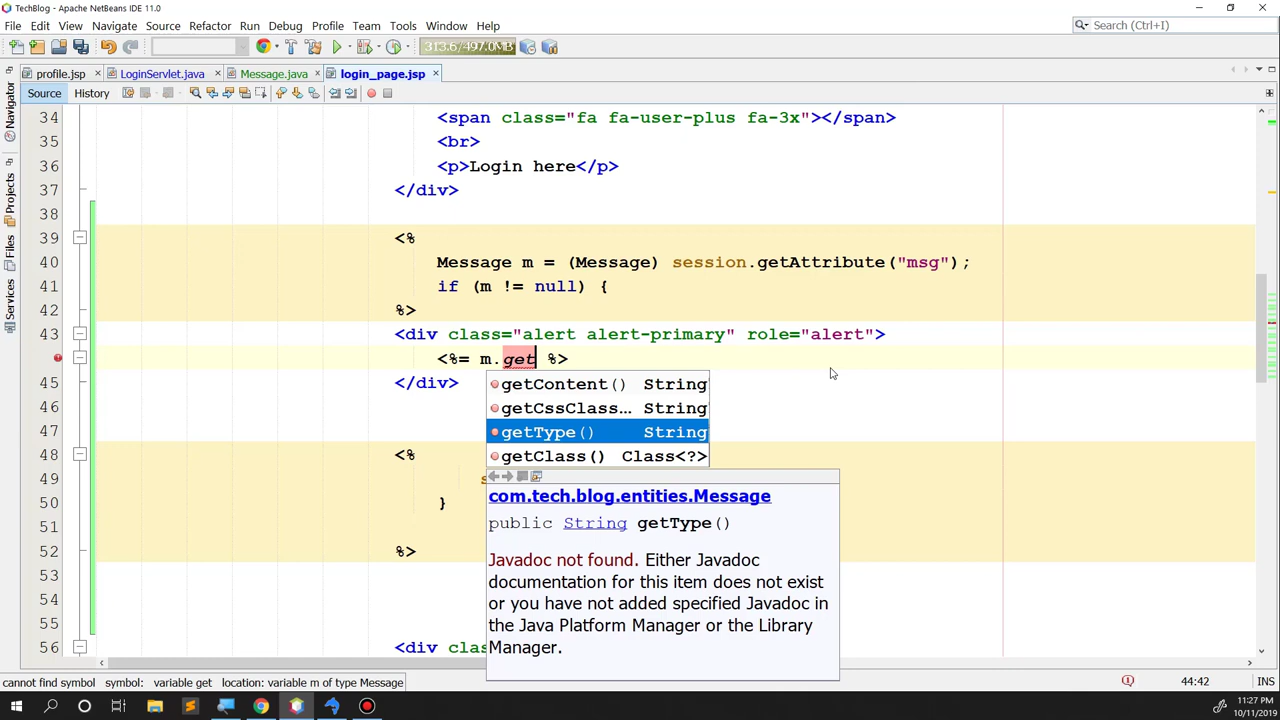 TechBlog - Apache NetBeans IDE 11.0
File Edit View Navigate Source Refactor Run Debug Profile Team Tools Window Help
Search (Ctrl+I)
313.6/497.0MB
profile.jsp LoginServlet.java Message.java login_page.jsp
Source History
Navigator
Projects
Files
Services
34 <span class="fa fa-user-plus fa-3x"></span>
35 <br>
36 <p>Login here</p>
37 </div>
38
39 <%
40 Message m = (Message) session.getAttribute("msg");
41 if (m != null) {
42 %>
43 <div class="alert alert-primary" role="alert">
<%= m.get %>
45 </div>
46
47
48 <%
49 s
50 }
51
52 %>
53
54
55
56 <div clas
getContent() String
getCssClass... String
getType() String
getClass() Class<?>
com.tech.blog.entities.Message
public String getType()
Javadoc not found. Either Javadoc
documentation for this item does not exist
or you have not added specified Javadoc in
the Java Platform Manager or the Library
Manager.
cannot find symbol symbol: variable get location: variable m of type Message
44:42 INS
11:27 PM
10/11/2019